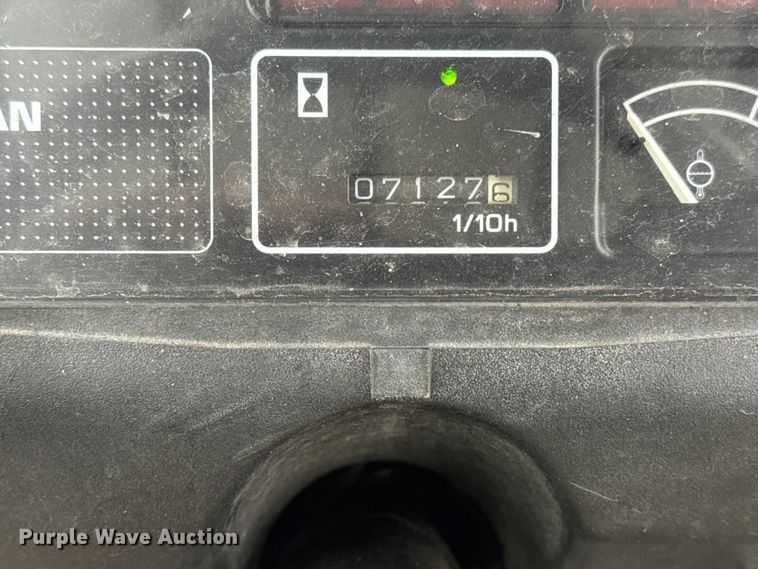 AN
071276
1/10h
Purple Wave Auction